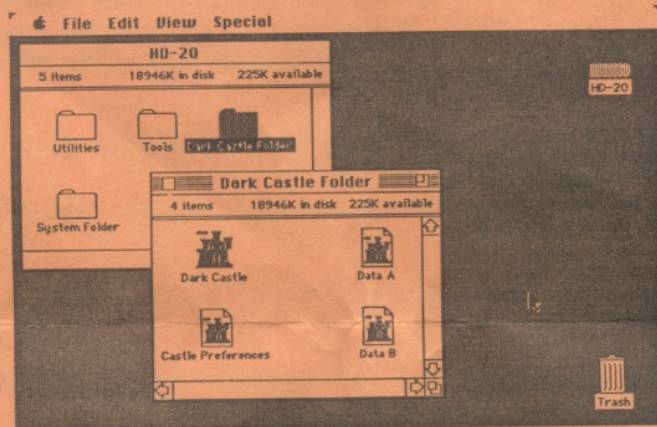 File Edit View Special
HD-20
5 items 18946K in disk 225K available
HD-20
Utilities Tools Dark Castle Folder
Dark Castle Folder
4 items 18946K in disk 225K available
System Folder
Dark Castle Data A
Castle Preferences Data B
Trash